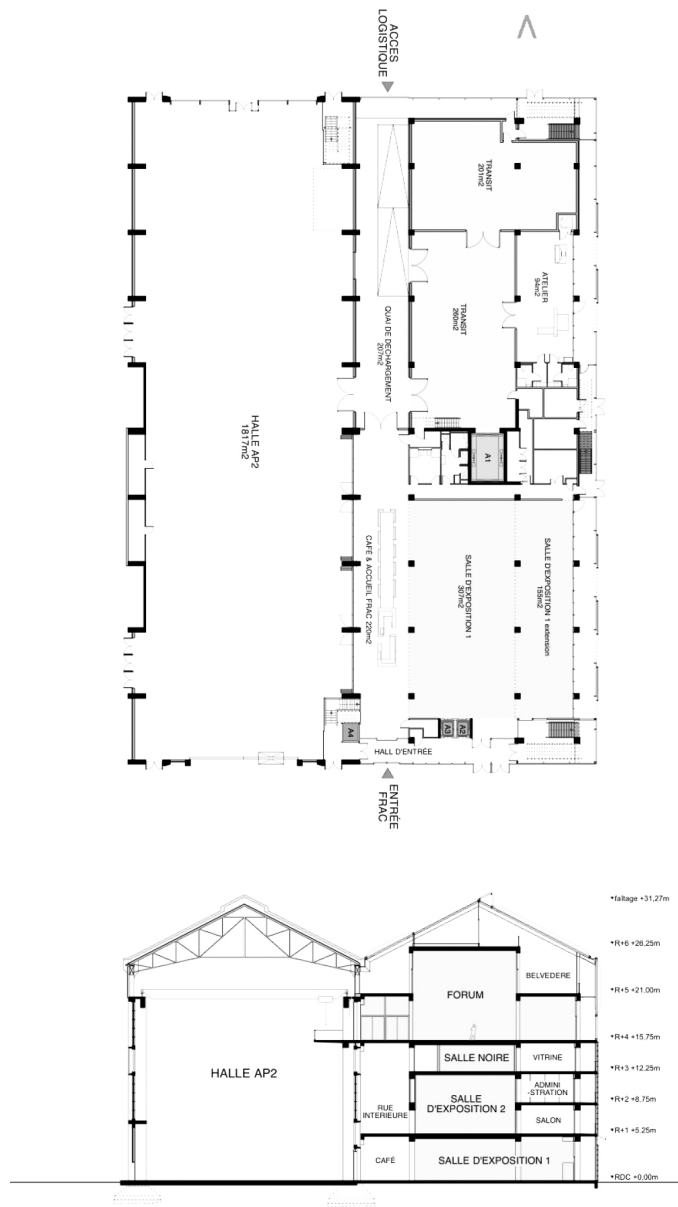 ACCES
LOGISTIQUE
TRANSIT
201m2
ATELIER
94m2
TRANSIT
260m2
QUAI DE DECHARGEMENT
207m2
HALLE AP2
1817m2
A1
CAFÉ & ACCUEIL FRAC 220m2
SALLE D'EXPOSITION 1
307m2
SALLE D'EXPOSITION 1 extension
155m2
A4
A3
A2
HALL D'ENTRÉE
ENTRÉE
FRAC
faîtage +31,27m
R+6 +26.25m
BELVEDERE
R+5 +21,00m
FORUM
R+4 +15,75m
SALLE NOIRE
VITRINE
R+3 +12,25m
HALLE AP2
ADMINI
-STRATION
SALLE
D'EXPOSITION 2
R+2 +8,75m
RUE
INTERIEURE
SALON
R+1 +5,25m
CAFÉ
SALLE D'EXPOSITION 1
RDC +0,00m